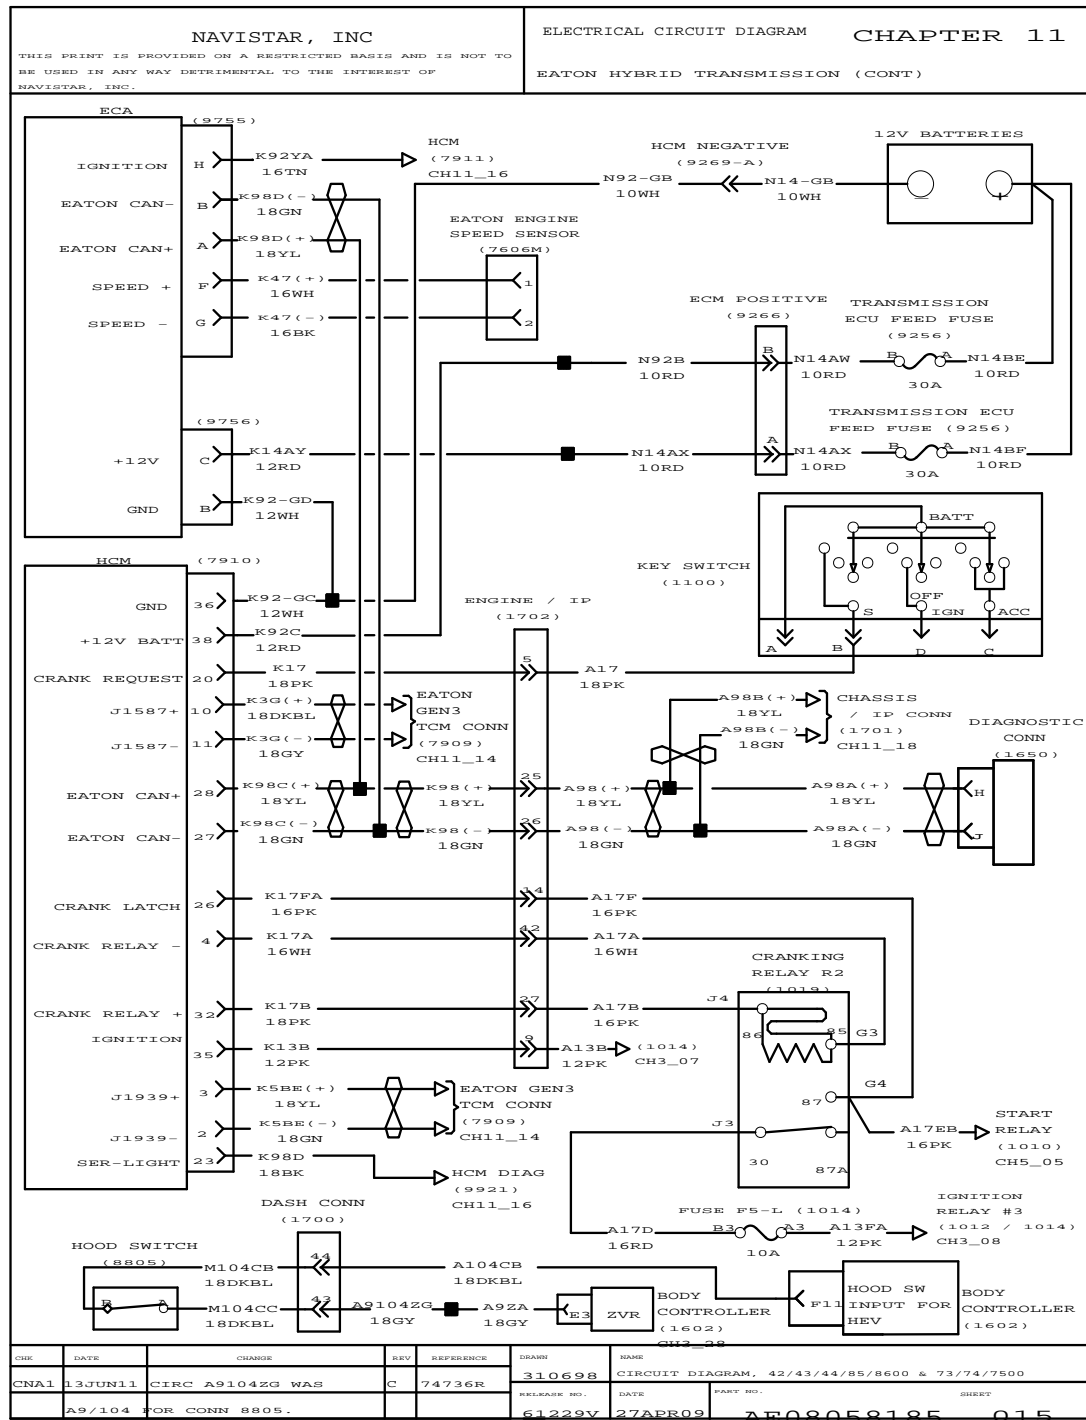 NAVISTAR, INC
THIS PRINT IS PROVIDED ON A RESTRICTED BASIS AND IS NOT TO
BE USED IN ANY WAY DETRIMENTAL TO THE INTEREST OF
NAVISTAR, INC.
ELECTRICAL CIRCUIT DIAGRAM
CHAPTER 11
EATON HYBRID TRANSMISSION (CONT)
ECA
(9755)
IGNITION H K92YA
16TN
HCM
(7911)
CH11_16
EATON CAN- B K98D(-)
18GN
EATON CAN+ A K98D(+)
18YL
SPEED + F K47(+)
16WH
SPEED - G K47(-)
16BK
EATON ENGINE
SPEED SENSOR
(7606M)
1
2
HCM NEGATIVE
(9269-A)
N92-GB
10WH
N14-GB
10WH
12V BATTERIES
- +
ECM POSITIVE
(9266)
TRANSMISSION
ECU FEED FUSE
(9256)
N92B
10RD
B
N14AW
10RD
B A
30A
N14BE
10RD
TRANSMISSION ECU
FEED FUSE (9256)
(9756)
+12V C K14AY
12RD
N14AX
10RD
A
N14AX
10RD
B A
30A
N14BF
10RD
GND B K92-GD
12WH
KEY SWITCH
(1100)
BATT
OFF
S IGN ACC
A B D C
HCM
(7910)
GND 36 K92-GC
12WH
+12V BATT 38 K92C
12RD
ENGINE / IP
(1702)
CRANK REQUEST 20 K17
18PK
5
A17
18PK
J1587+ 10 K3G(+)
18DKBL
J1587- 11 K3G(-)
18GY
EATON
GEN3
TCM CONN
(7909)
CH11_14
A98B(+)
18YL
A98B(-)
18GN
CHASSIS
/ IP CONN
(1701)
CH11_18
DIAGNOSTIC
CONN
(1650)
EATON CAN+ 28 K98C(+)
18YL
K98(+)
18YL
25
A98(+)
18YL
A98A(+)
18YL
H
EATON CAN- 27 K98C(-)
18GN
K98(-)
18GN
26
A98(-)
18GN
A98A(-)
18GN
J
CRANK LATCH 26 K17FA
16PK
14
A17F
16PK
CRANK RELAY - 4 K17A
16WH
42
A17A
16WH
CRANKING
RELAY R2
(1019)
CRANK RELAY + 32 K17B
18PK
27
A17B
16PK
J4
86 85 G3
IGNITION
35 K13B
12PK
9
A13B
12PK
(1014)
CH3_07
J1939+ 3 K5BE(+)
18YL
J1939- 2 K5BE(-)
18GN
EATON GEN3
TCM CONN
(7909)
CH11_14
87 G4
J3
30 87A
A17EB
16PK
START
RELAY
(1010)
CH5_05
SER-LIGHT 23 K98D
18BK
HCM DIAG
(9921)
CH11_16
A17D
16RD
FUSE F5-L (1014)
B3 A3
10A
A13FA
12PK
IGNITION
RELAY #3
(1012 / 1014)
CH3_08
DASH CONN
(1700)
HOOD SWITCH
(8805)
B A
M104CB
18DKBL
44
A104CB
18DKBL
M104CC
18DKBL
43
A9104ZG
18GY
A9ZA
18GY
E3
ZVR
BODY
CONTROLLER
(1602)
CH3_28
F11
HOOD SW
INPUT FOR
HEV
BODY
CONTROLLER
(1602)
CHK DATE CHANGE REV REFERENCE
CNA1 13JUN11 CIRC A9104ZG WAS C 74736R
A9/104 FOR CONN 8805.
DRAWN
310698
NAME
CIRCUIT DIAGRAM, 42/43/44/85/8600 & 73/74/7500
RELEASE NO.
61229V
DATE
27APR09
PART NO.
AE08058185
SHEET
015